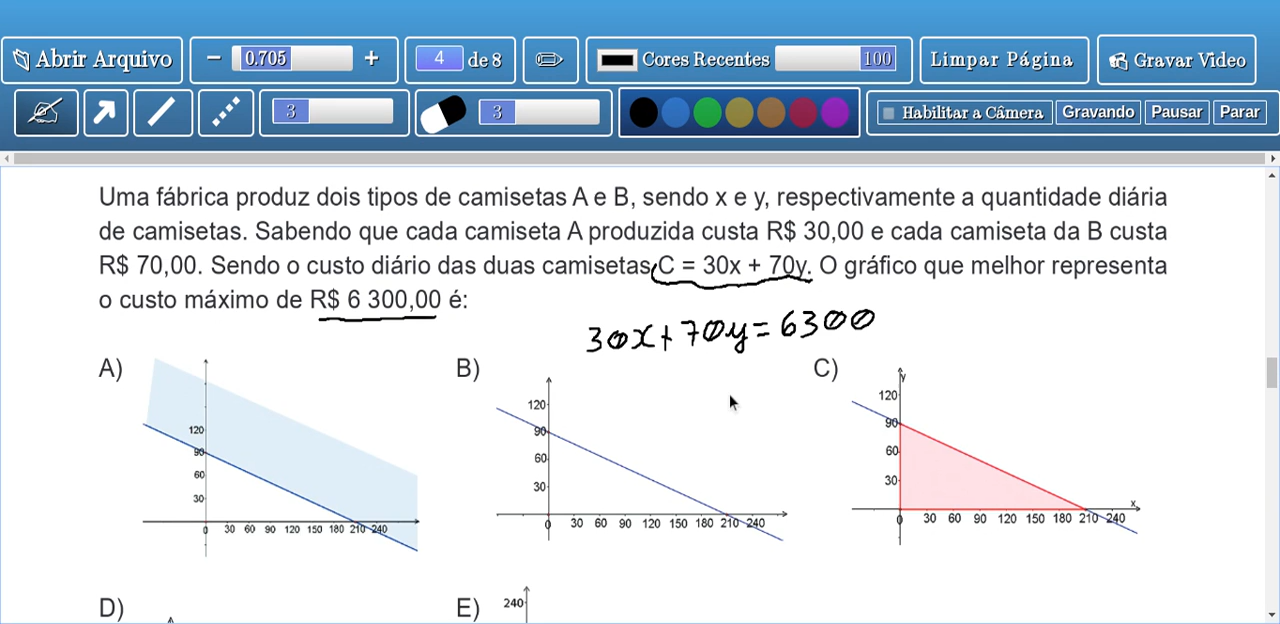 Abrir Arquivo − 0.705 + 4 de 8 Cores Recentes 100 Limpar Página Gravar Video
3 3 Habilitar a Câmera Gravando Pausar Parar
Uma fábrica produz dois tipos de camisetas A e B, sendo x e y, respectivamente a quantidade diária
de camisetas. Sabendo que cada camiseta A produzida custa R$ 30,00 e cada camiseta da B custa
R$ 70,00. Sendo o custo diário das duas camisetas C = 30x + 70y. O gráfico que melhor representa
o custo máximo de R$ 6 300,00 é:
30x+70y=6300
A)
120
90
60
30
0 30 60 90 120 150 180 210 240
B)
120
90
60
30
0 30 60 90 120 150 180 210 240
C)
y
120
90
60
30
x
0 30 60 90 120 150 180 210 240
D)
E)
240